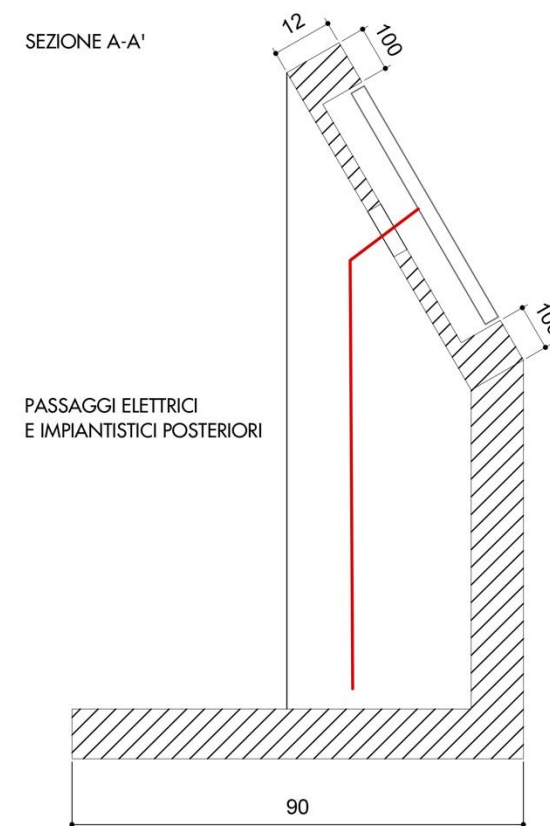 SEZIONE A-A'
12
100
100
PASSAGGI ELETTRICI
E IMPIANTISTICI POSTERIORI
90